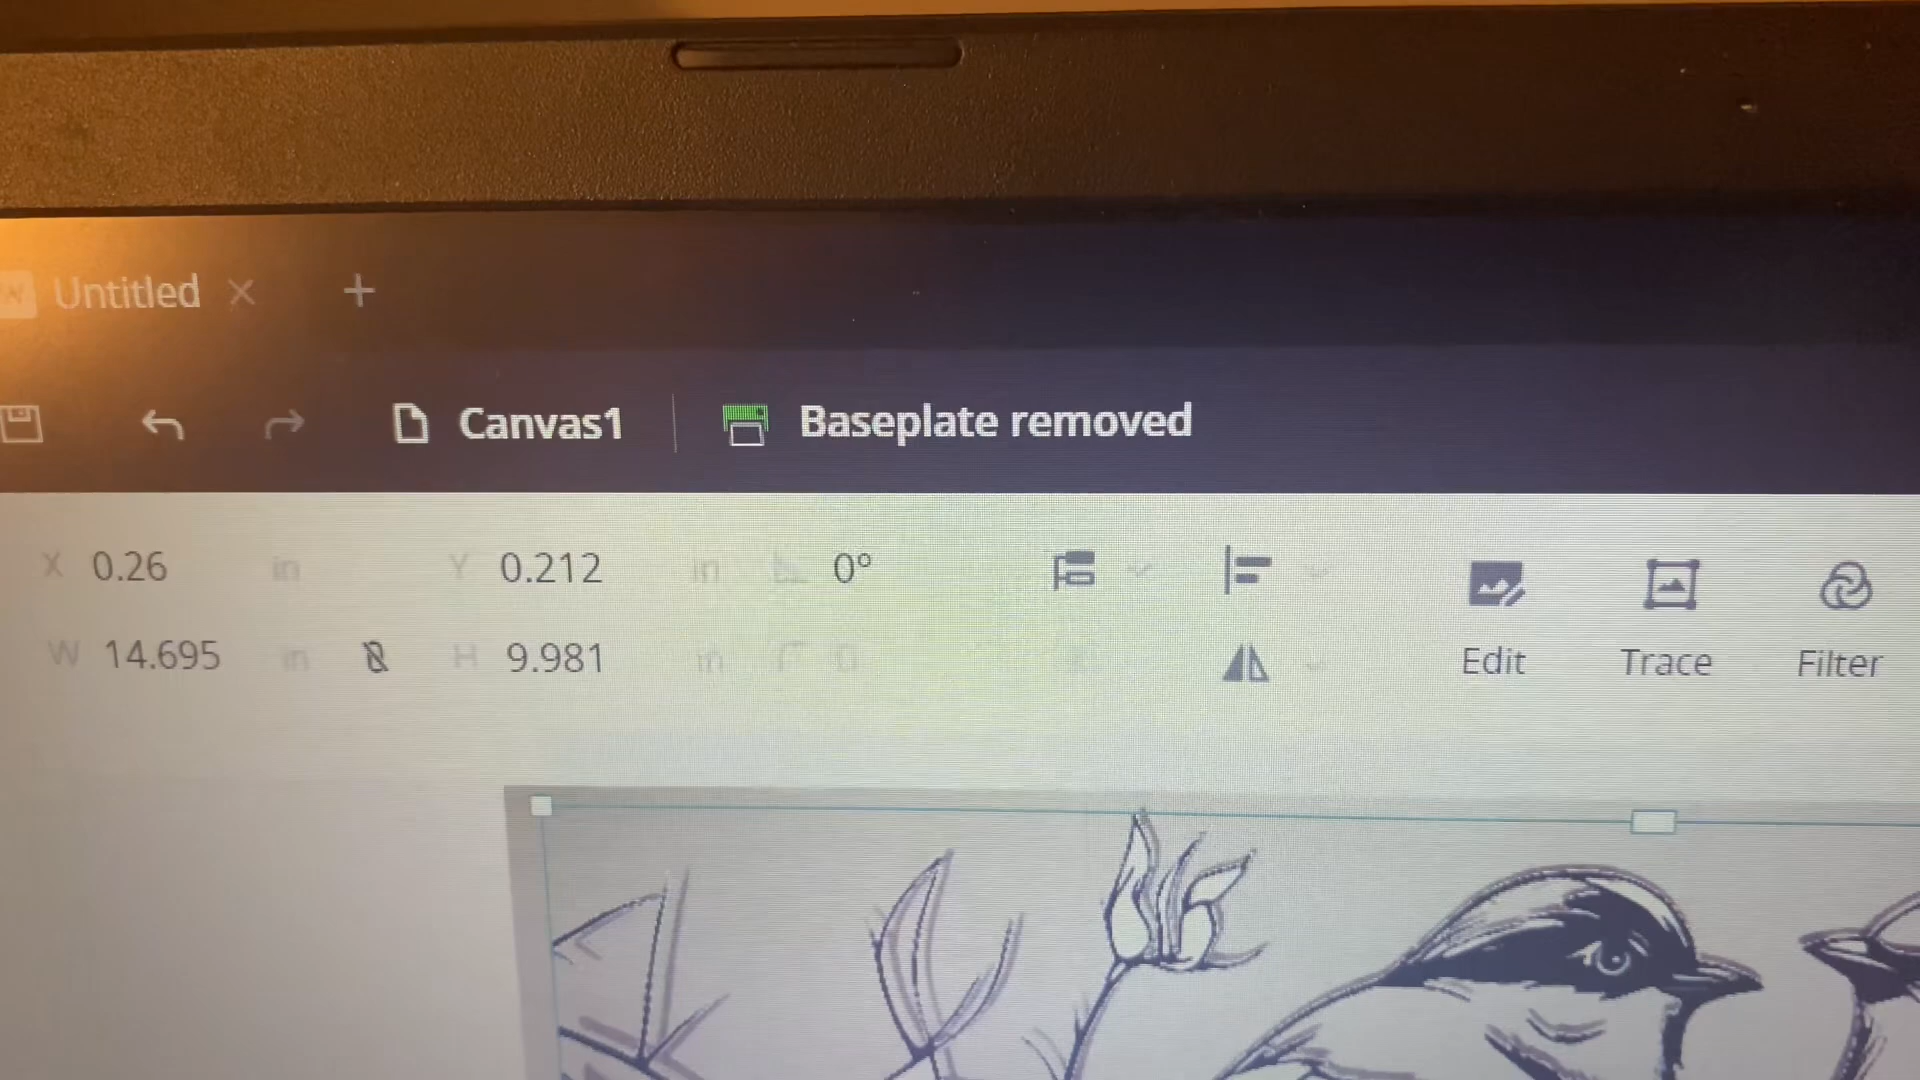 Untitled
Canvas1 Baseplate removed
X 0.26 in Y 0.212 in 0°
W 14.695 in H 9.981 in 0
Edit Trace Filter